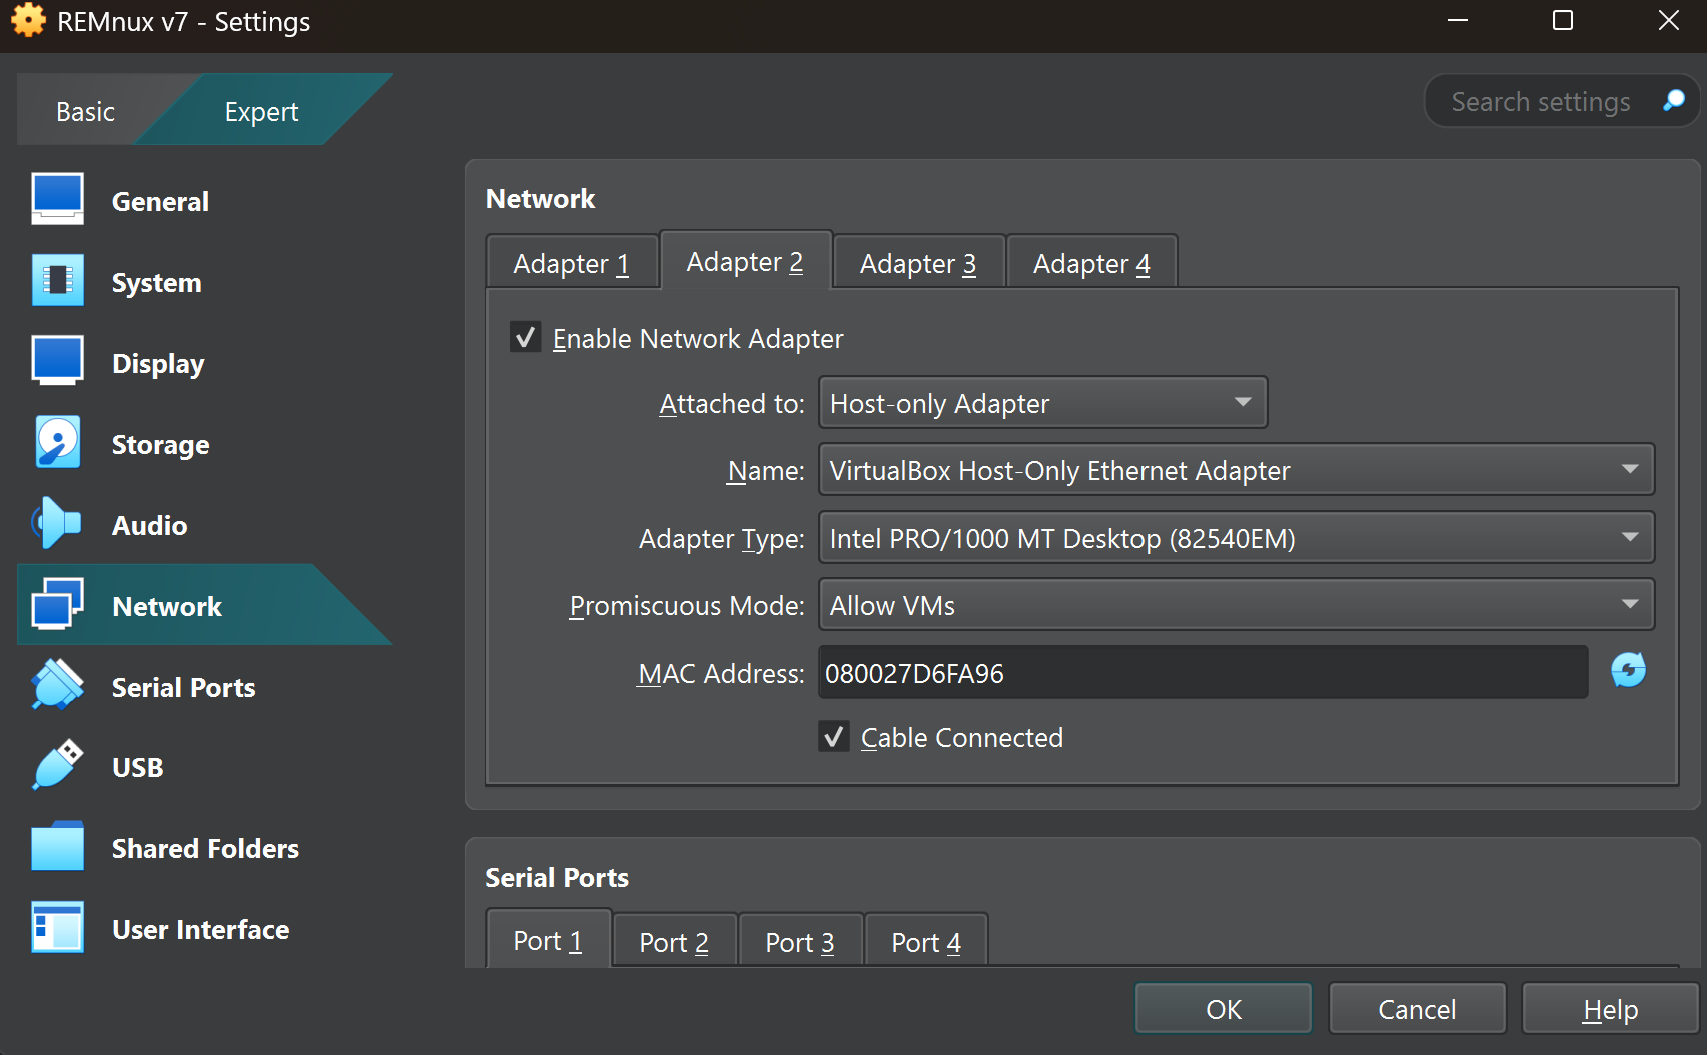 REMnux v7 - Settings
Basic
Expert
Search settings
General
System
Display
Storage
Audio
Network
Serial Ports
USB
Shared Folders
User Interface
Network
Adapter 1
Adapter 2
Adapter 3
Adapter 4
Enable Network Adapter
Attached to: Host-only Adapter
Name: VirtualBox Host-Only Ethernet Adapter
Adapter Type: Intel PRO/1000 MT Desktop (82540EM)
Promiscuous Mode: Allow VMs
MAC Address: 080027D6FA96
Cable Connected
Serial Ports
Port 1
Port 2
Port 3
Port 4
OK
Cancel
Help